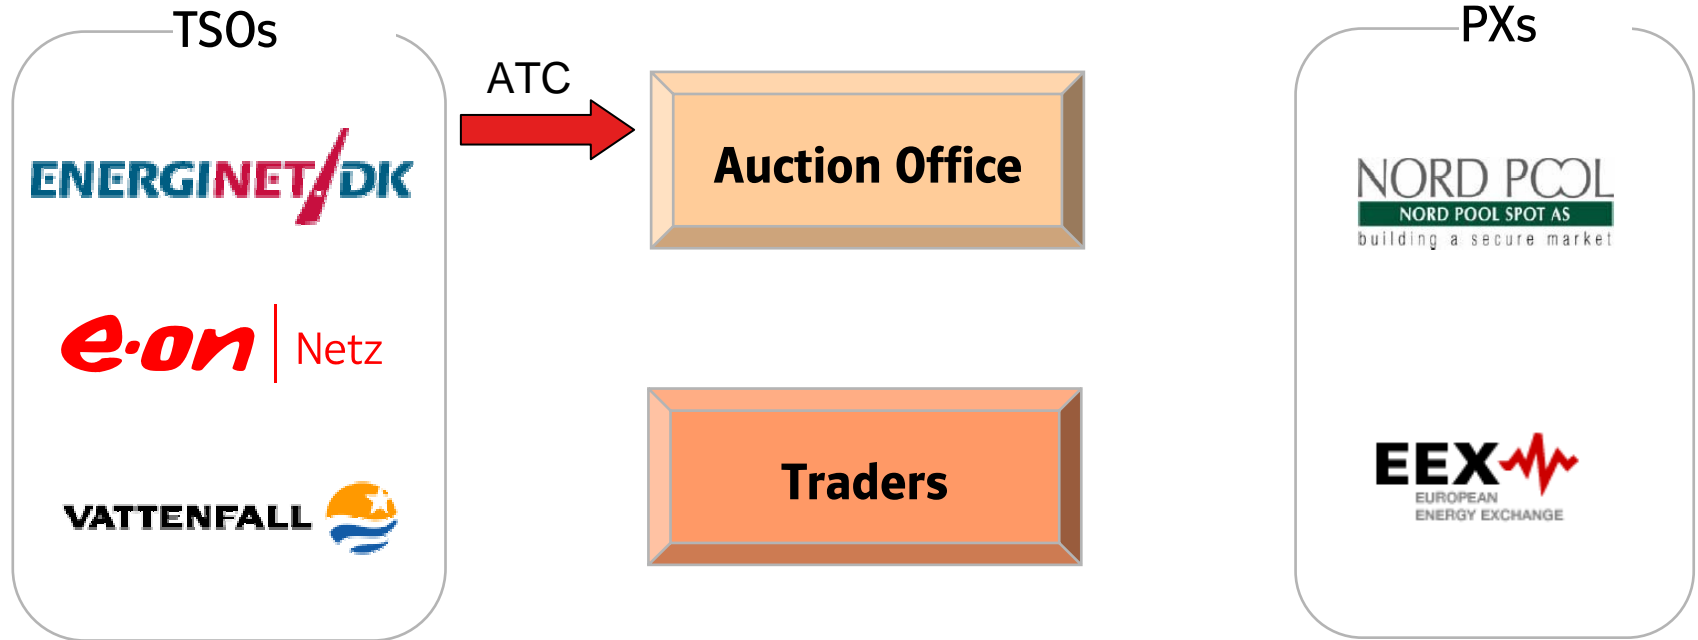 TSOs
PXs
ATC
Auction Office
ENERGINET/DK
NORD POOL
NORD POOL SPOT AS
building a secure market
e·on | Netz
Traders
EEX
EUROPEAN
ENERGY EXCHANGE
VATTENFALL